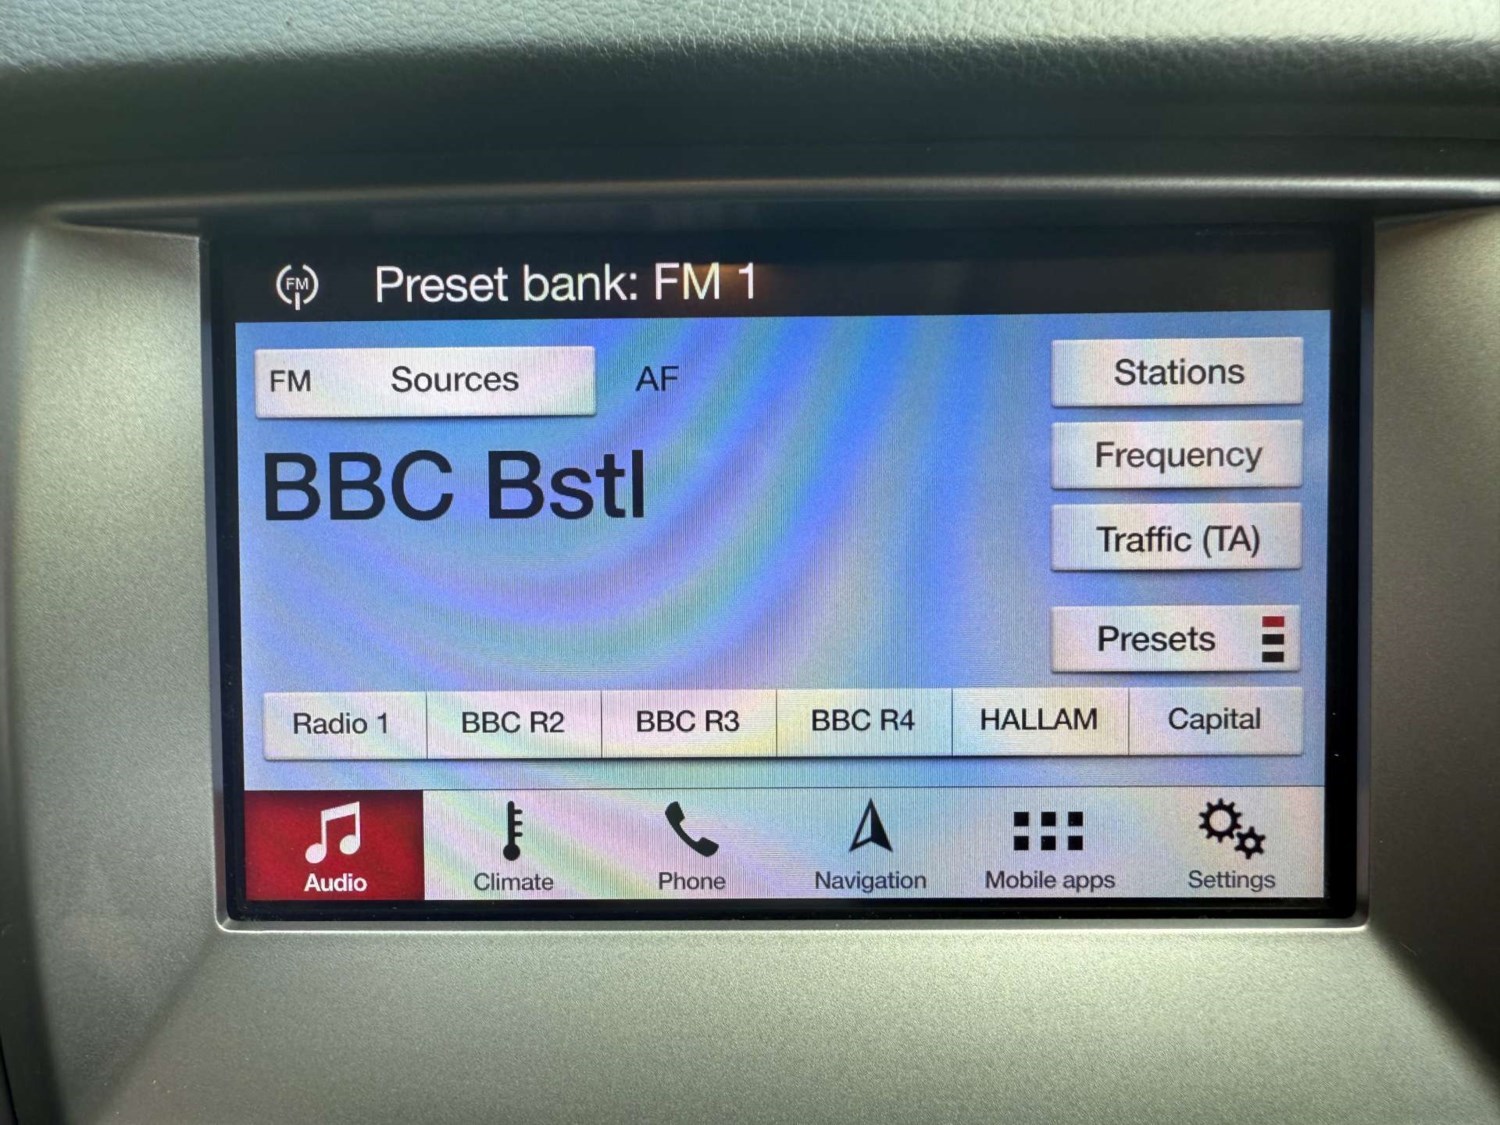 FM
Preset bank: FM 1
FM Sources
AF
BBC Bstl
Stations
Frequency
Traffic (TA)
Presets
Radio 1
BBC R2
BBC R3
BBC R4
HALLAM
Capital
Audio
Climate
Phone
Navigation
Mobile apps
Settings